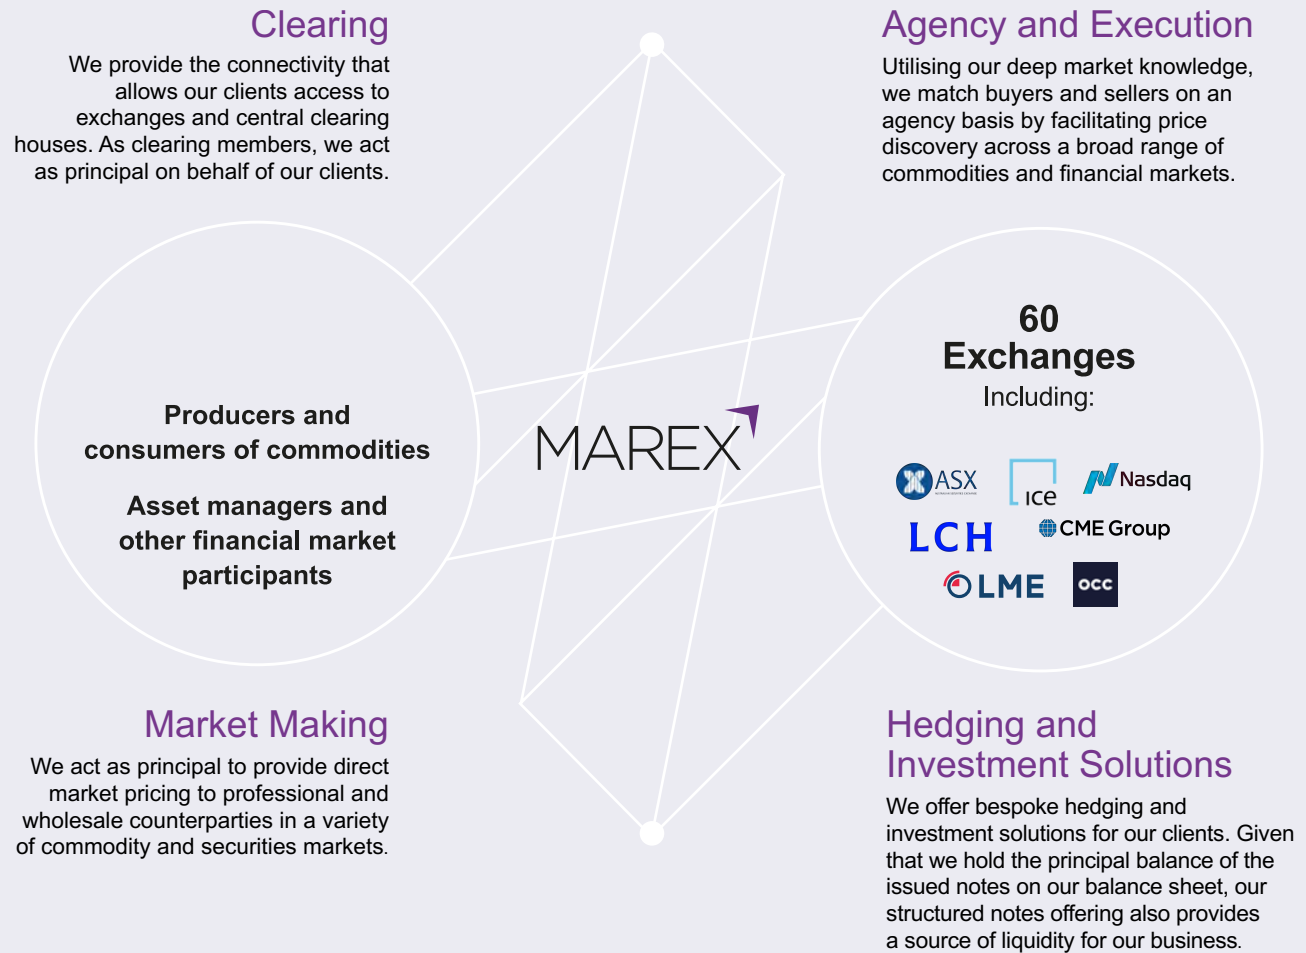 Clearing
We provide the connectivity that
allows our clients access to
exchanges and central clearing
houses. As clearing members, we act
as principal on behalf of our clients.
Agency and Execution
Utilising our deep market knowledge,
we match buyers and sellers on an
agency basis by facilitating price
discovery across a broad range of
commodities and financial markets.
Producers and
consumers of commodities
Asset managers and
other financial market
participants
MAREX
60
Exchanges
Including:
ASX
ice
Nasdaq
LCH
CME Group
LME
occ
Market Making
We act as principal to provide direct
market pricing to professional and
wholesale counterparties in a variety
of commodity and securities markets.
Hedging and
Investment Solutions
We offer bespoke hedging and
investment solutions for our clients. Given
that we hold the principal balance of the
issued notes on our balance sheet, our
structured notes offering also provides
a source of liquidity for our business.